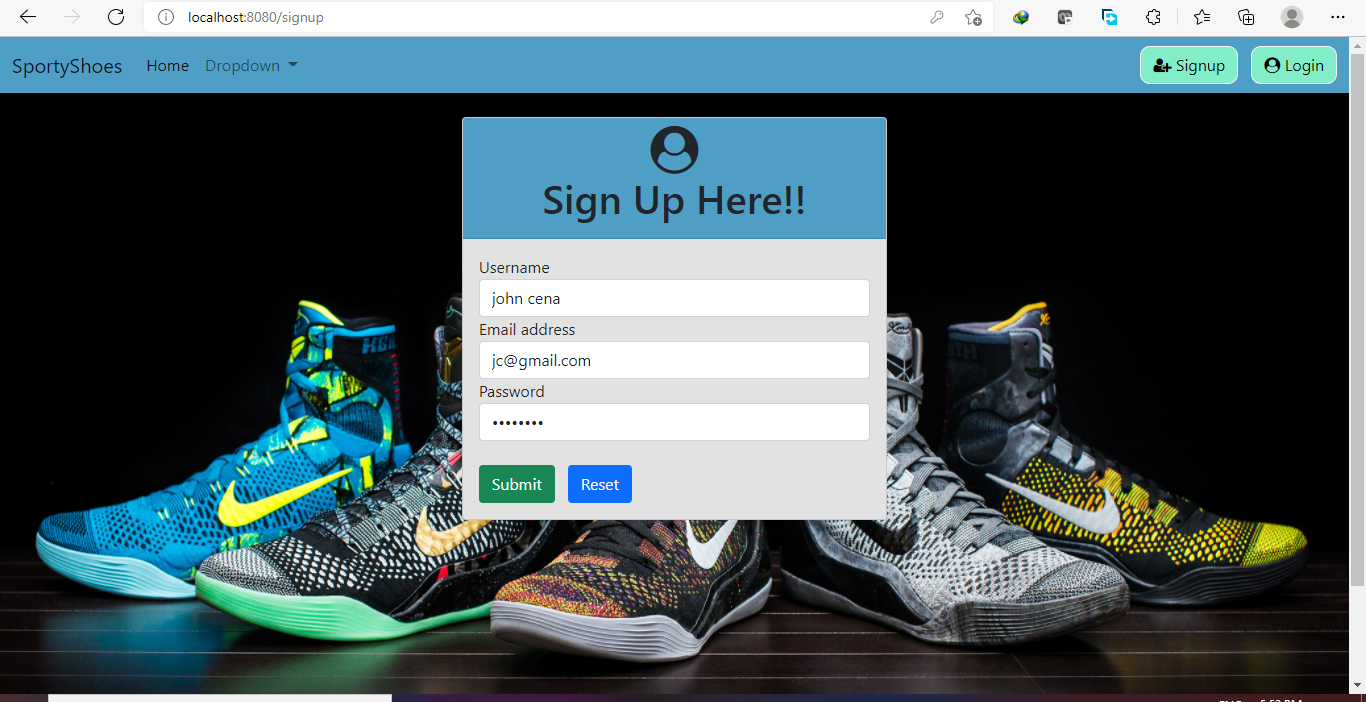 localhost:8080/signup
SportyShoes Home Dropdown Signup Login
Sign Up Here!!
Username
john cena
Email address
jc@gmail.com
Password
••••••••
Submit Reset